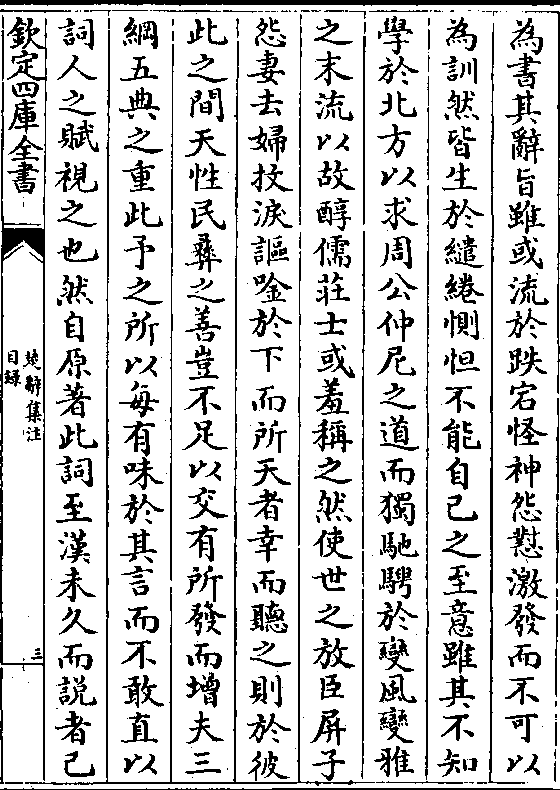 為書其辭旨雖或流於跌宕怪神怨懟激發而不可以
為訓然皆生於繾綣惻怛不能自已之至意雖其不知
學於北方以求周公仲尼之道而獨馳騁於變風變雅
之末流以故醇儒莊士或羞稱之然使世之放臣屏子
怨妻去婦抆淚謳唫於下而所天者幸而聽之則於彼
此之間天性民彝之善豈不足以交有所發而增夫三
綱五典之重此予之所以每有味於其言而不敢直以
詞人之賦視之也然自原著此詞至漢未久而説者已
欽定四庫全書
楚辭集注
目録
三